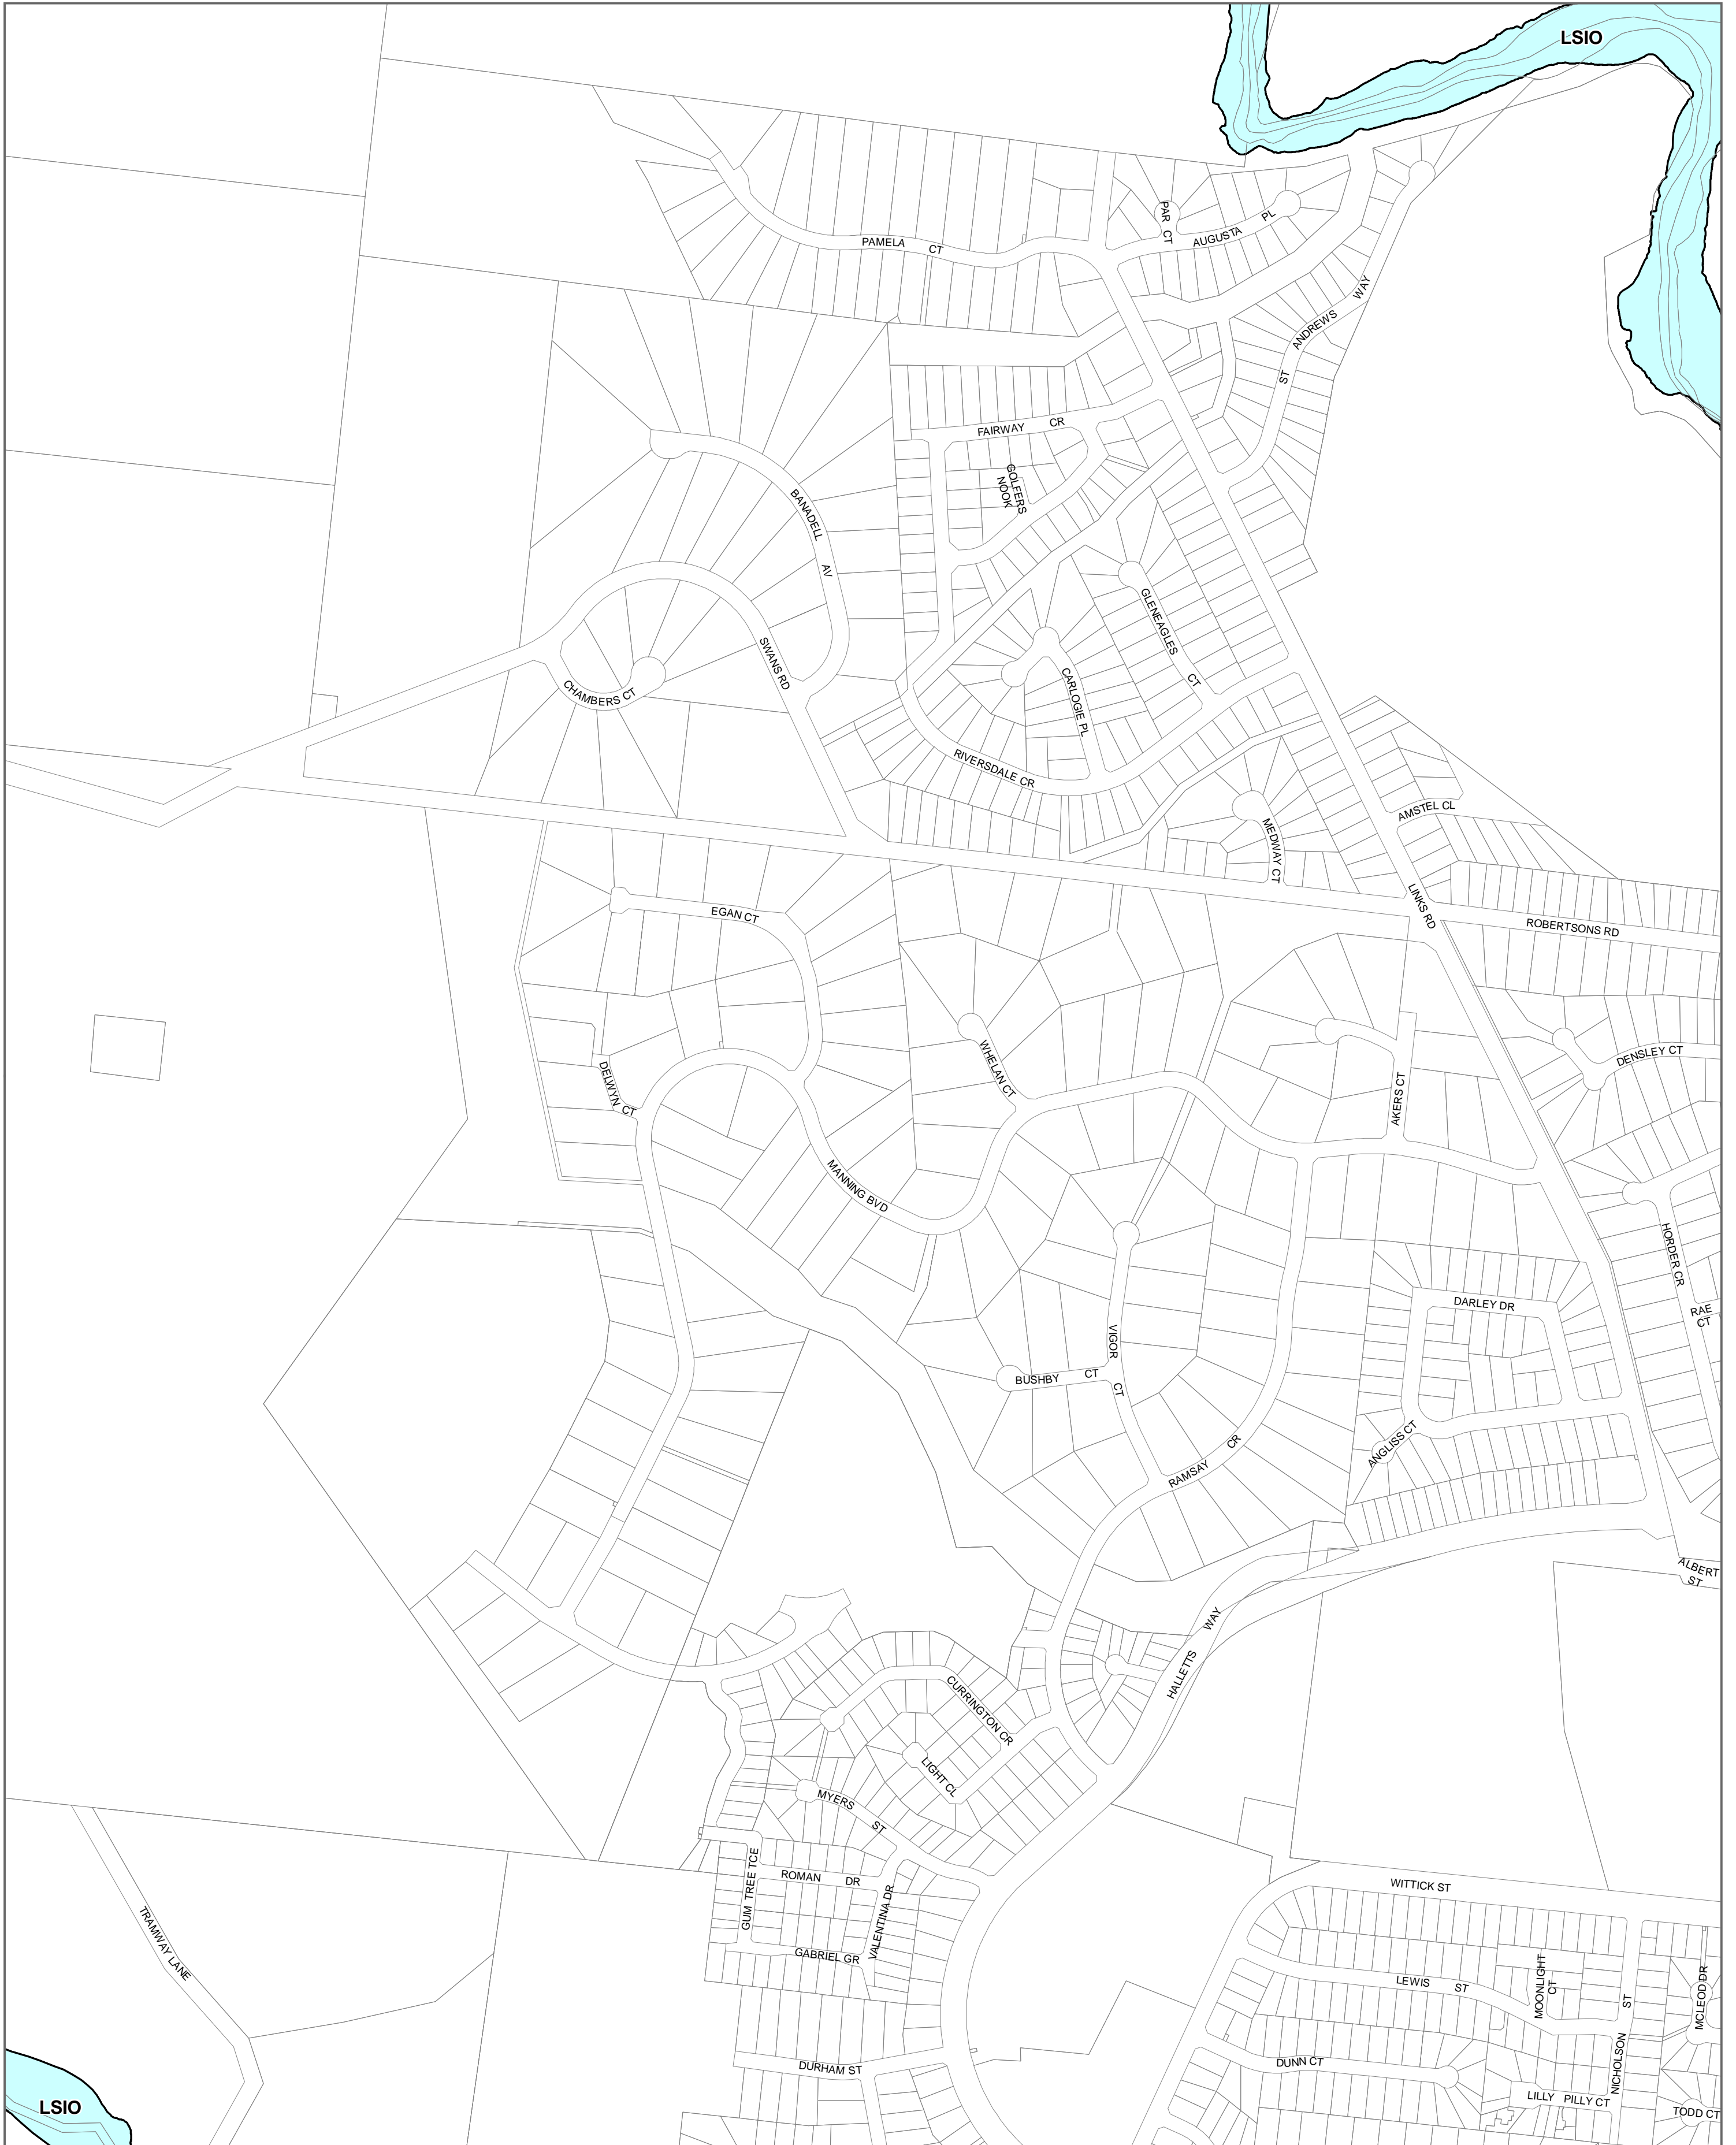 LSIO
PAR CT
AUGUSTA PL
PAMELA CT
ST ANDREWS WAY
FAIRWAY CR
GOLFERS
NOOK
BANADELL AV
GLENEAGLES CT
SWANS RD
CHAMBERS CT
CARLOGIE PL
RIVERSDALE CR
AMSTEL CL
MEDWAY CT
LINKS RD
EGAN CT
ROBERTSONS RD
WHELAN CT
DENSLEY CT
DELWYN CT
AKERS CT
MANNING BVD
HORDER CR
DARLEY DR
RAE
CT
VIGOR CT
BUSHBY CT
ANGLISS CT
RAMSAY CR
ALBERT
ST
HALLETTS WAY
CURRINGTON CR
LIGHT CL
MYERS ST
GUM TREE TCE
ROMAN DR
VALENTINA DR
GABRIEL GR
WITTICK ST
TRAMWAY LANE
LEWIS ST
MOONLIGHT
CT
NICHOLSON ST
MCLEOD DR
DURHAM ST
DUNN CT
LILLY PILLY CT
TODD CT
LSIO